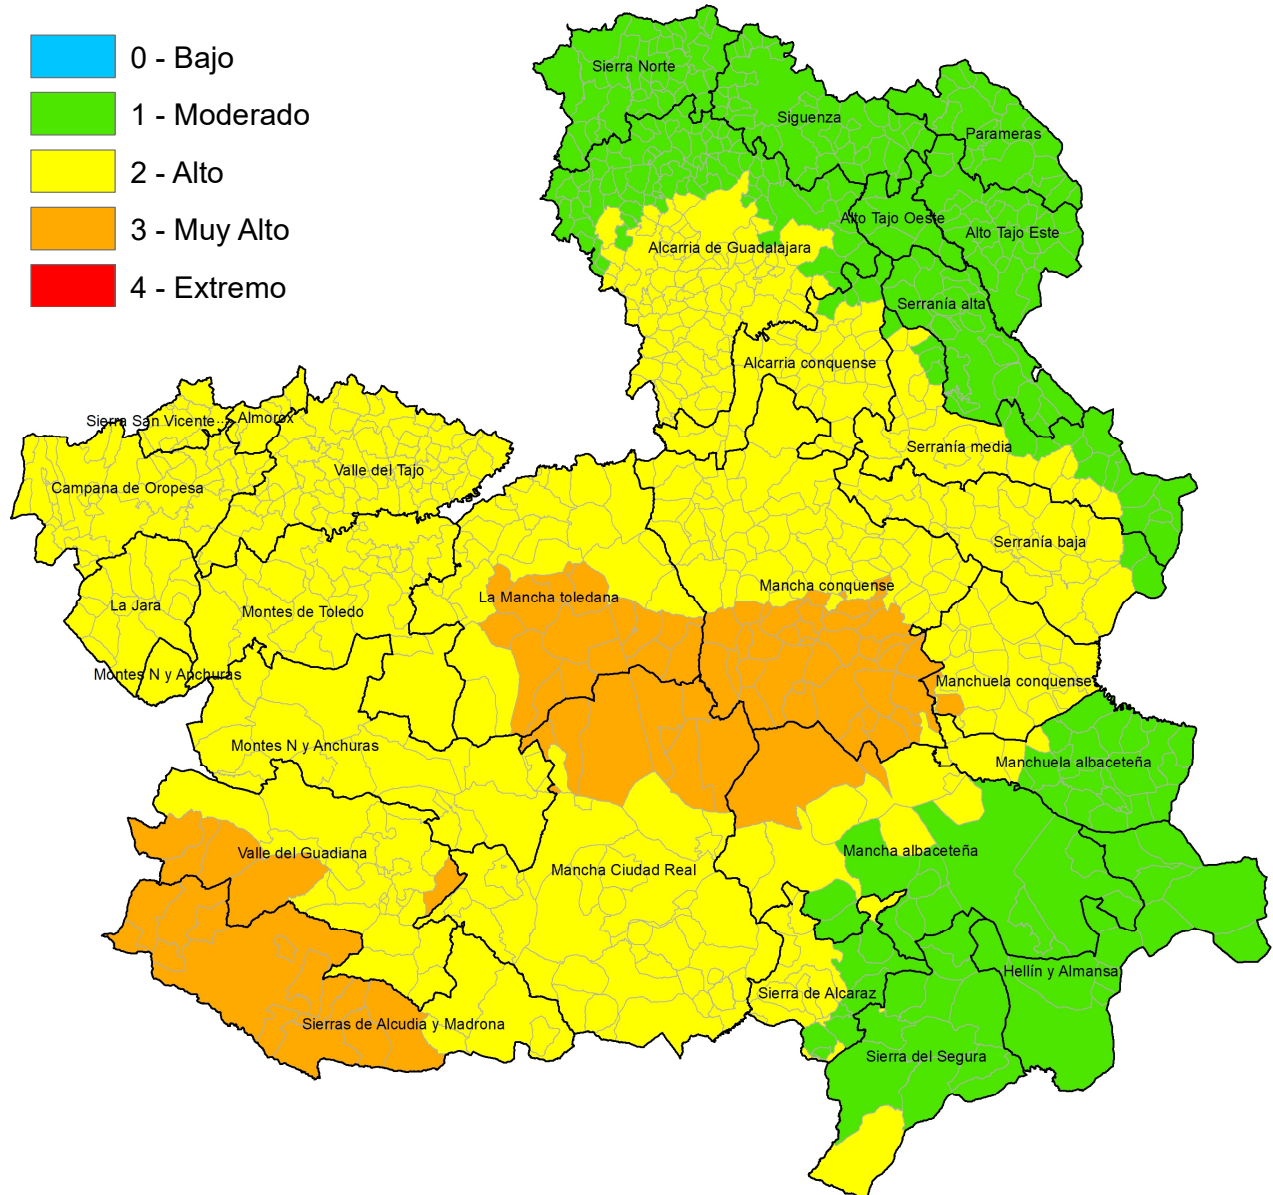 0 - Bajo
1 - Moderado
2 - Alto
3 - Muy Alto
4 - Extremo
Sierra Norte
Siguenza
Parameras
Alto Tajo Oeste
Alto Tajo Este
Alcarria de Guadalajara
Serranía alta
Alcarria conquense
Sierra San Vicente
Almorox
Serranía media
Valle del Tajo
Campana de Oropesa
Serranía baja
Mancha conquense
La Mancha toledana
La Jara
Montes de Toledo
Montes N y Anchuras
Manchuela conquense
Montes N y Anchuras
Manchuela albaceteña
Valle del Guadiana
Mancha albaceteña
Mancha Ciudad Real
Hellín y Almansa
Sierra de Alcaraz
Sierras de Alcudia y Madrona
Sierra del Segura